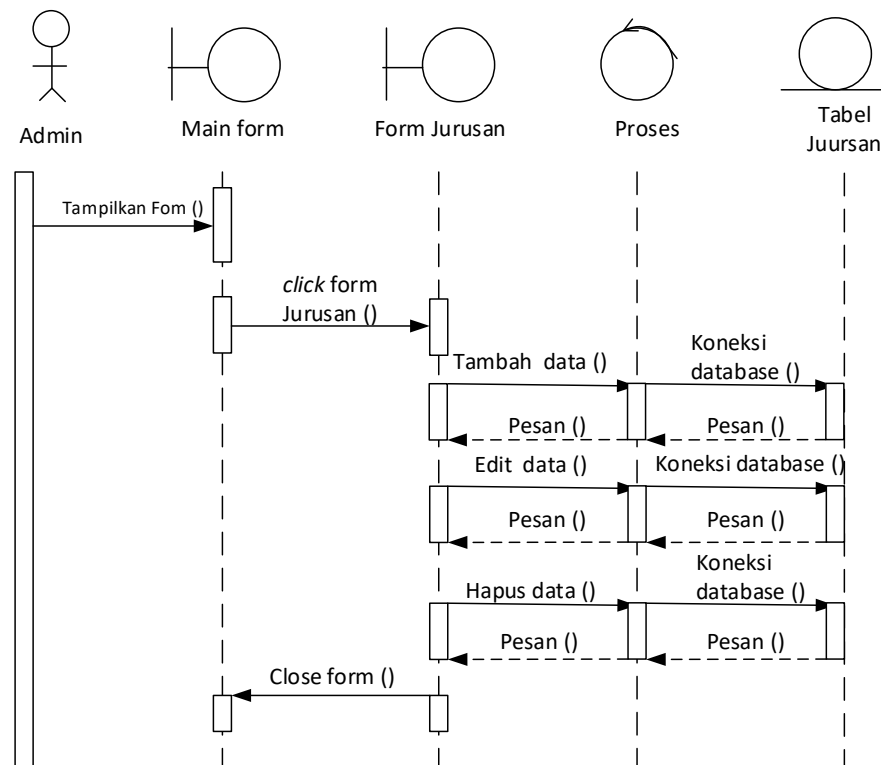 Admin
Main form
Form Jurusan
Proses
Tabel
Juursan
Tampilkan Fom ()
click form
Jurusan ()
Tambah data ()
Koneksi
database ()
Pesan ()
Pesan ()
Edit data ()
Koneksi database ()
Pesan ()
Pesan ()
Hapus data ()
Koneksi
database ()
Pesan ()
Pesan ()
Close form ()